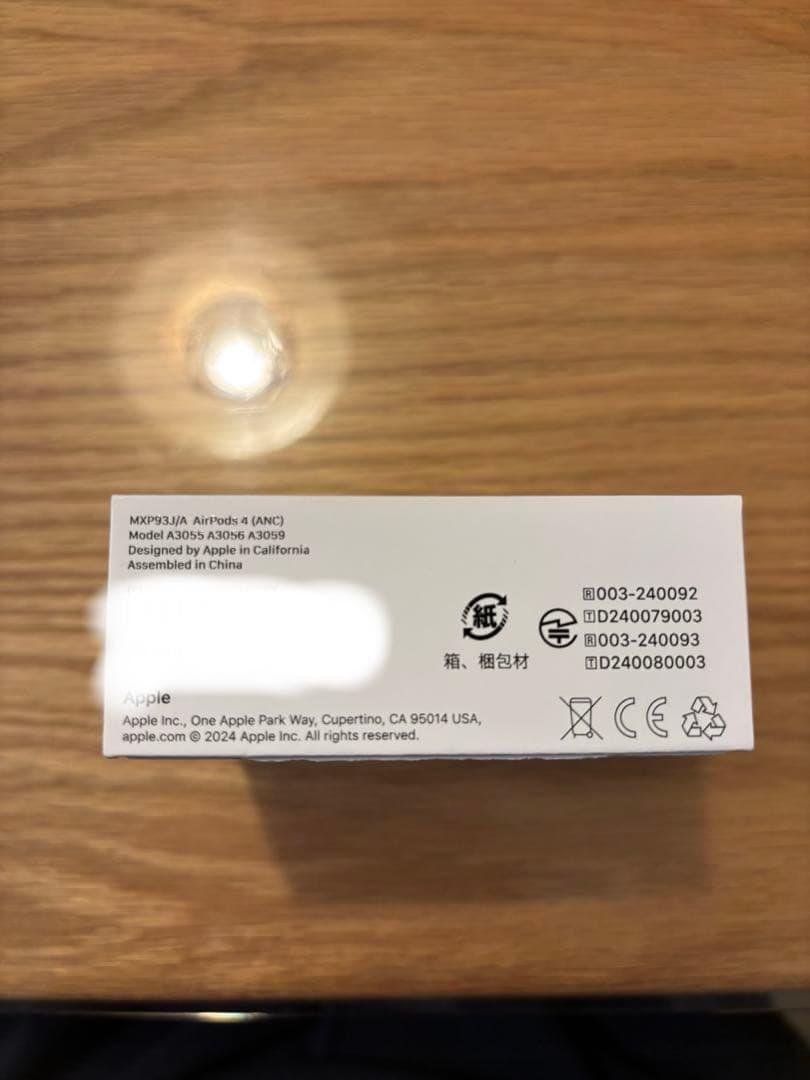 MXP93J/A AirPods 4 (ANC)
Model A3055 A3056 A3059
Designed by Apple in California
Assembled in China
紙
箱、梱包材
R003-240092
TD240079003
R003-240093
TD240080003
Apple
Apple Inc., One Apple Park Way, Cupertino, CA 95014 USA,
apple.com © 2024 Apple Inc. All rights reserved.
CE